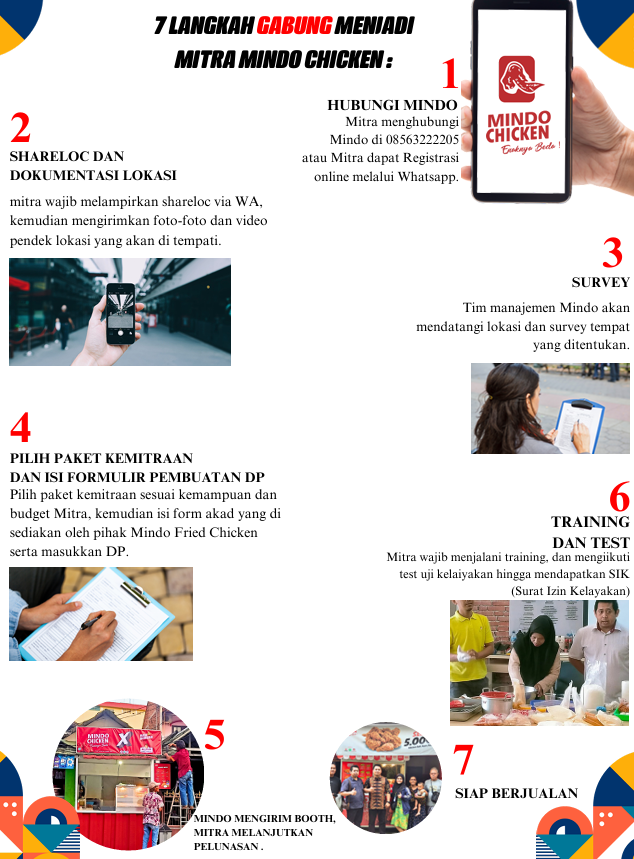 7 LANGKAH GABUNG MENJADI
MITRA MINDO CHICKEN :
1
HUBUNGI MINDO
Mitra menghubungi
Mindo di 08563222205
atau Mitra dapat Registrasi
online melalui Whatsapp.
MINDO
CHICKEN
Enaknya Beda !
2
SHARELOC DAN
DOKUMENTASI LOKASI
mitra wajib melampirkan shareloc via WA,
kemudian mengirimkan foto-foto dan video
pendek lokasi yang akan di tempati.
3
SURVEY
Tim manajemen Mindo akan
mendatangi lokasi dan survey tempat
yang ditentukan.
4
PILIH PAKET KEMITRAAN
DAN ISI FORMULIR PEMBUATAN DP
Pilih paket kemitraan sesuai kemampuan dan
budget Mitra, kemudian isi form akad yang di
sediakan oleh pihak Mindo Fried Chicken
serta masukkan DP.
5
MINDO CHICKEN X
MINDO MENGIRIM BOOTH,
MITRA MELANJUTKAN
PELUNASAN .
6
TRAINING
DAN TEST
Mitra wajib menjalani training, dan mengiikuti
test uji kelaiyakan hingga mendapatkan SIK
(Surat Izin Kelayakan)
7
5.000
SIAP BERJUALAN